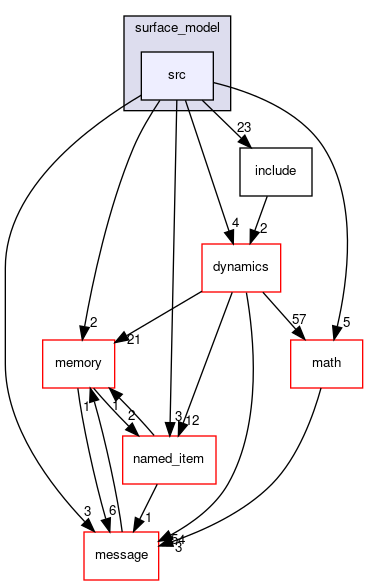 surface_model
src
23
include
4
2
dynamics
2
21
57
5
memory
math
1
1
2
3
12
named_item
3
6
1
54
3
message